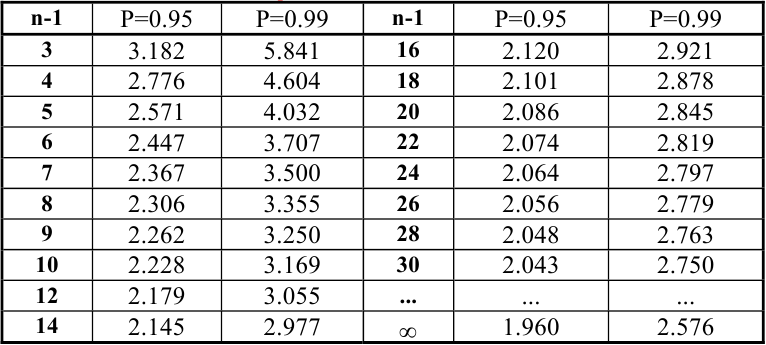 n-1 P=0.95 P=0.99 n-1 P=0.95 P=0.99
3 3.182 5.841 16 2.120 2.921
4 2.776 4.604 18 2.101 2.878
5 2.571 4.032 20 2.086 2.845
6 2.447 3.707 22 2.074 2.819
7 2.367 3.500 24 2.064 2.797
8 2.306 3.355 26 2.056 2.779
9 2.262 3.250 28 2.048 2.763
10 2.228 3.169 30 2.043 2.750
12 2.179 3.055 ... ... ...
14 2.145 2.977 ∞ 1.960 2.576